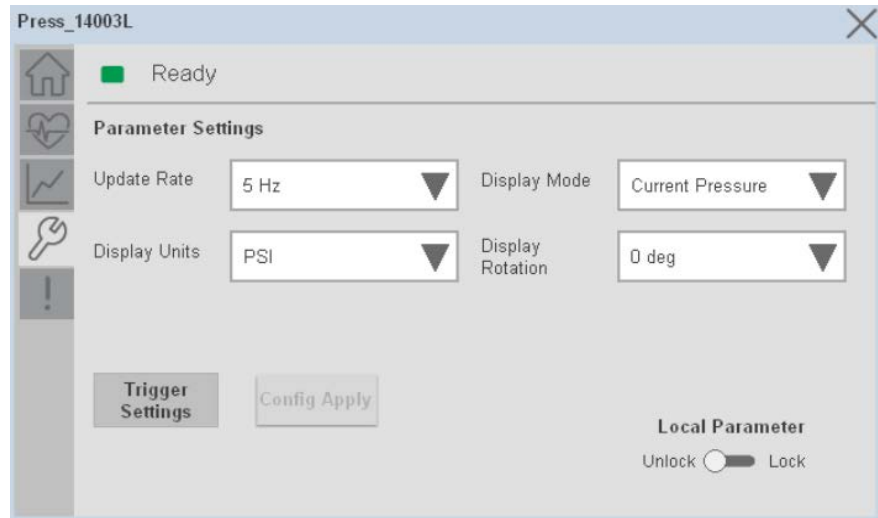 Press_14003L
Ready
Parameter Settings
Update Rate
5 Hz
Display Mode
Current Pressure
Display Units
PSI
Display
Rotation
0 deg
Trigger
Settings
Config Apply
Local Parameter
Unlock
Lock